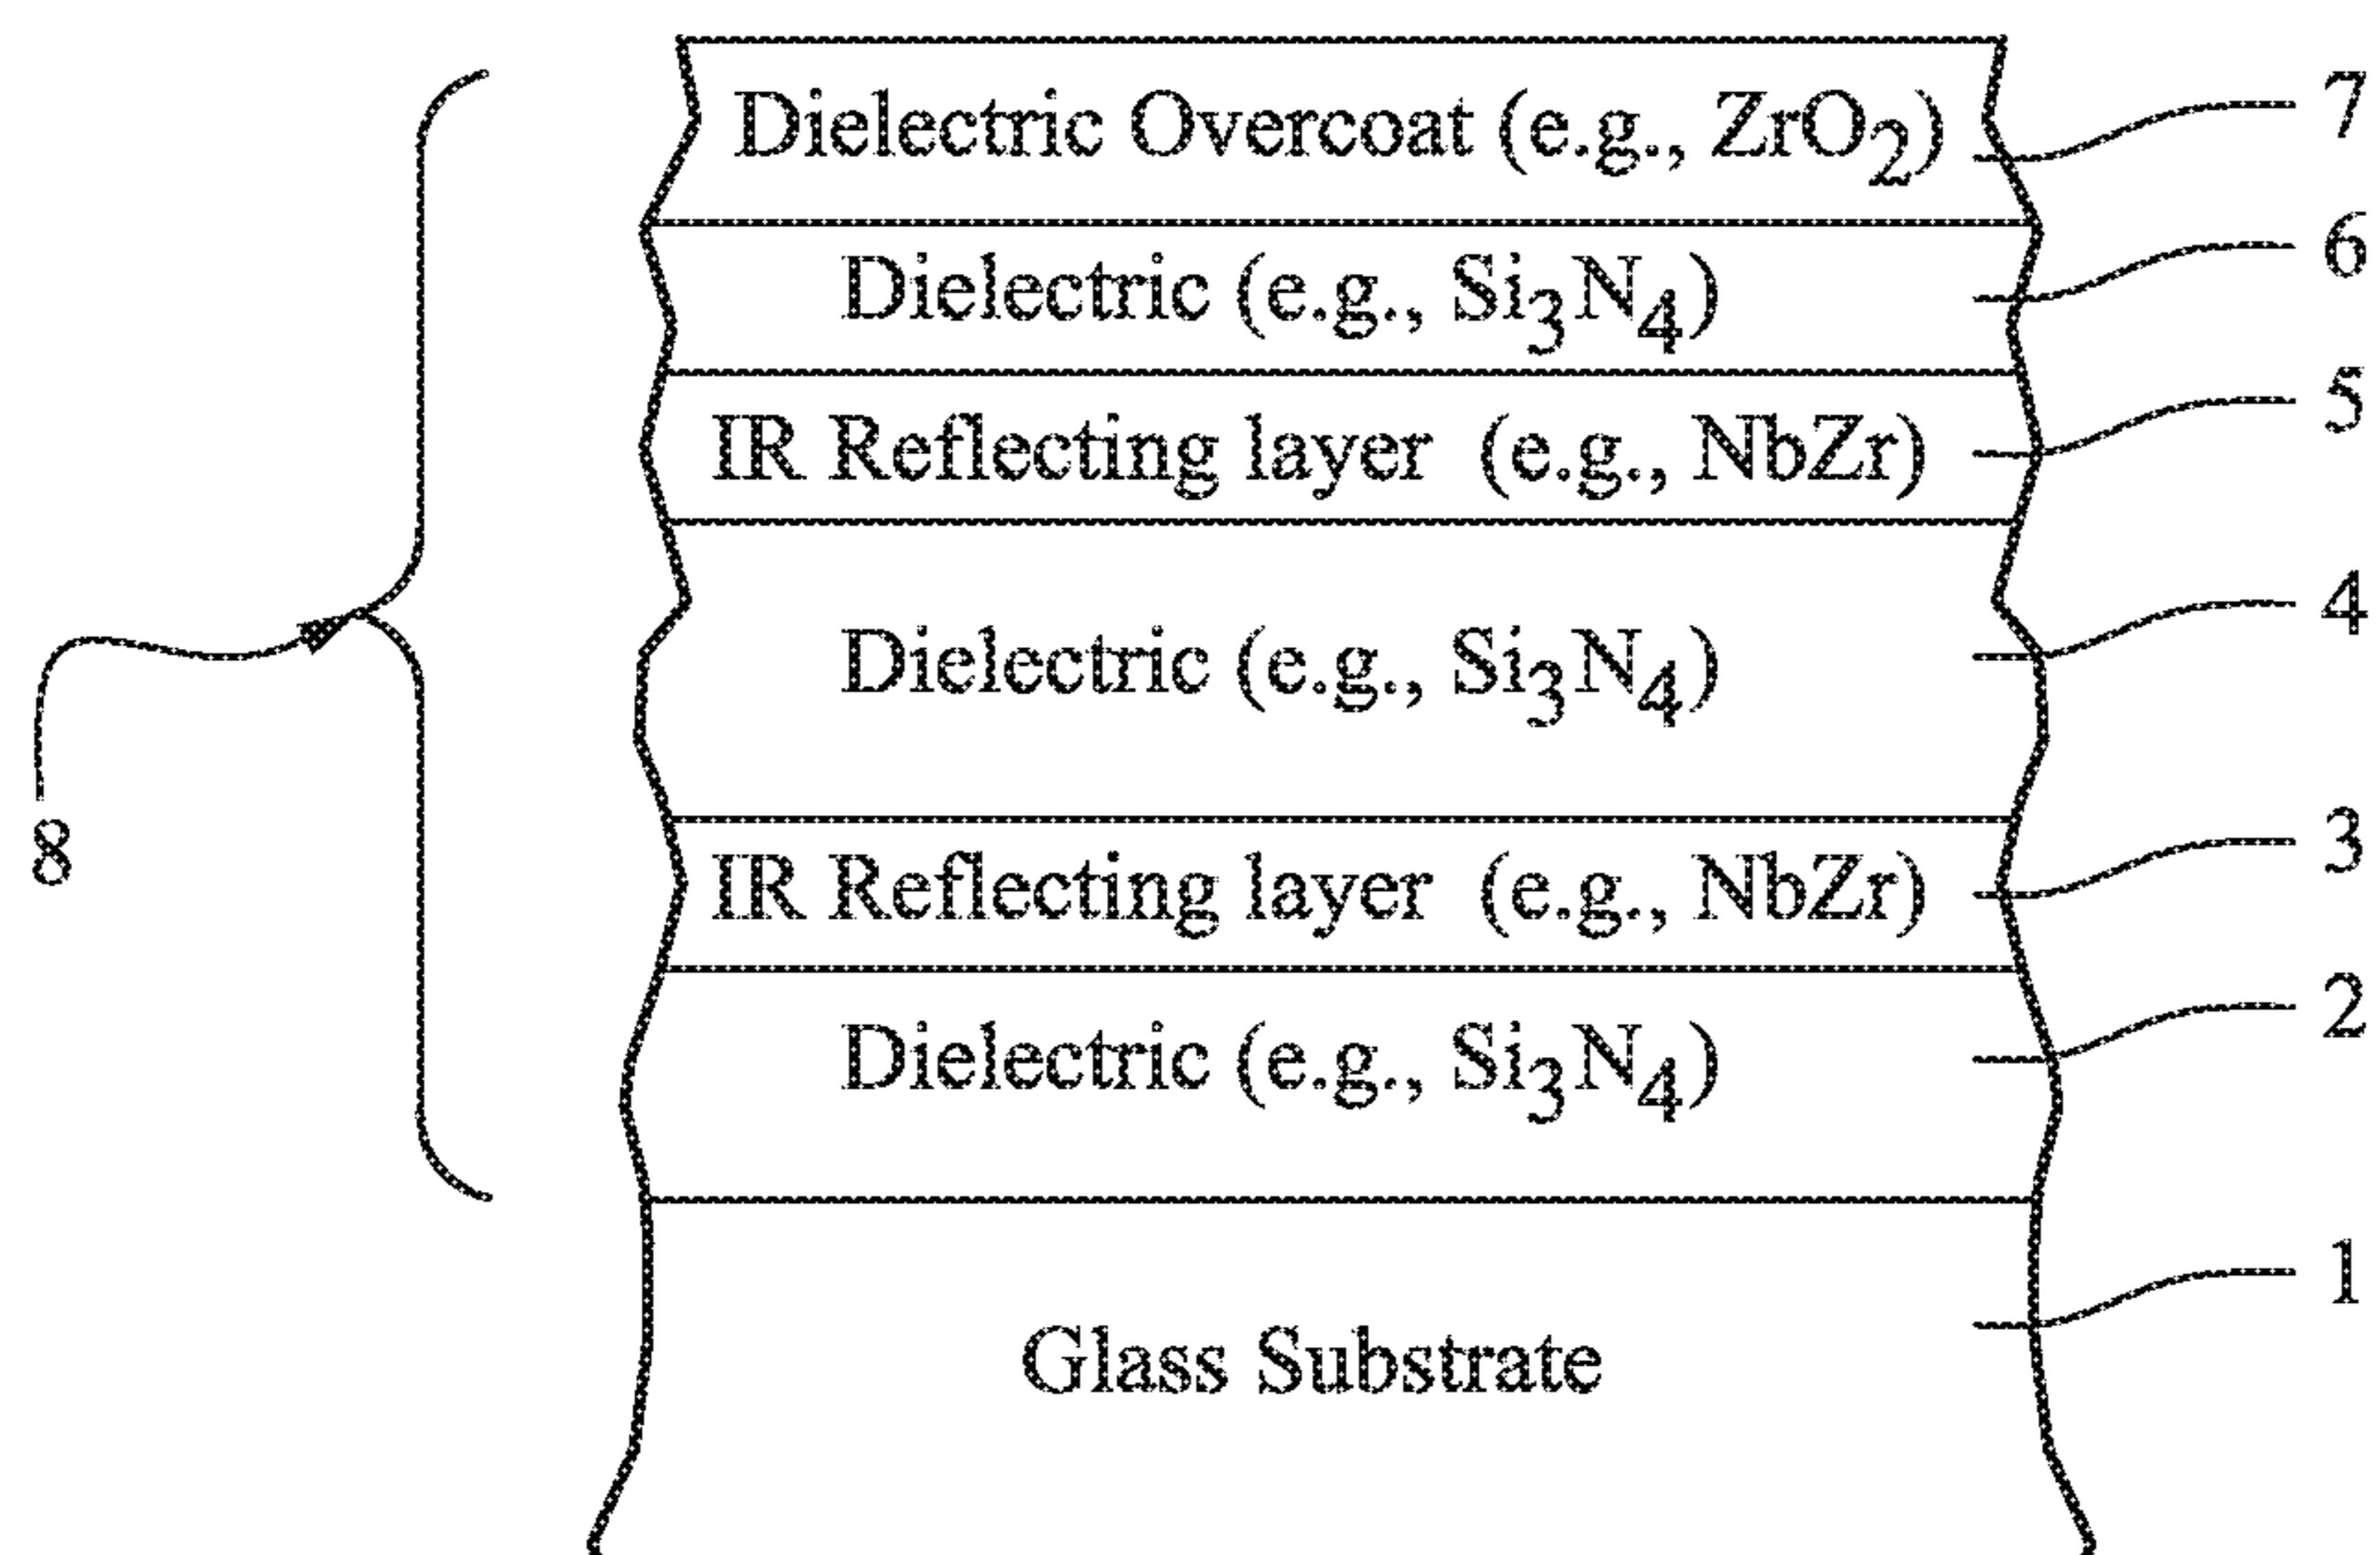 Dielectric Overcoat (e.g., ZrO₂) 7
Dielectric (e.g., Si₃N₄) 6
IR Reflecting layer (e.g., NbZr) 5
Dielectric (e.g., Si₃N₄) 4
8
IR Reflecting layer (e.g., NbZr) 3
Dielectric (e.g., Si₃N₄) 2
Glass Substrate 1